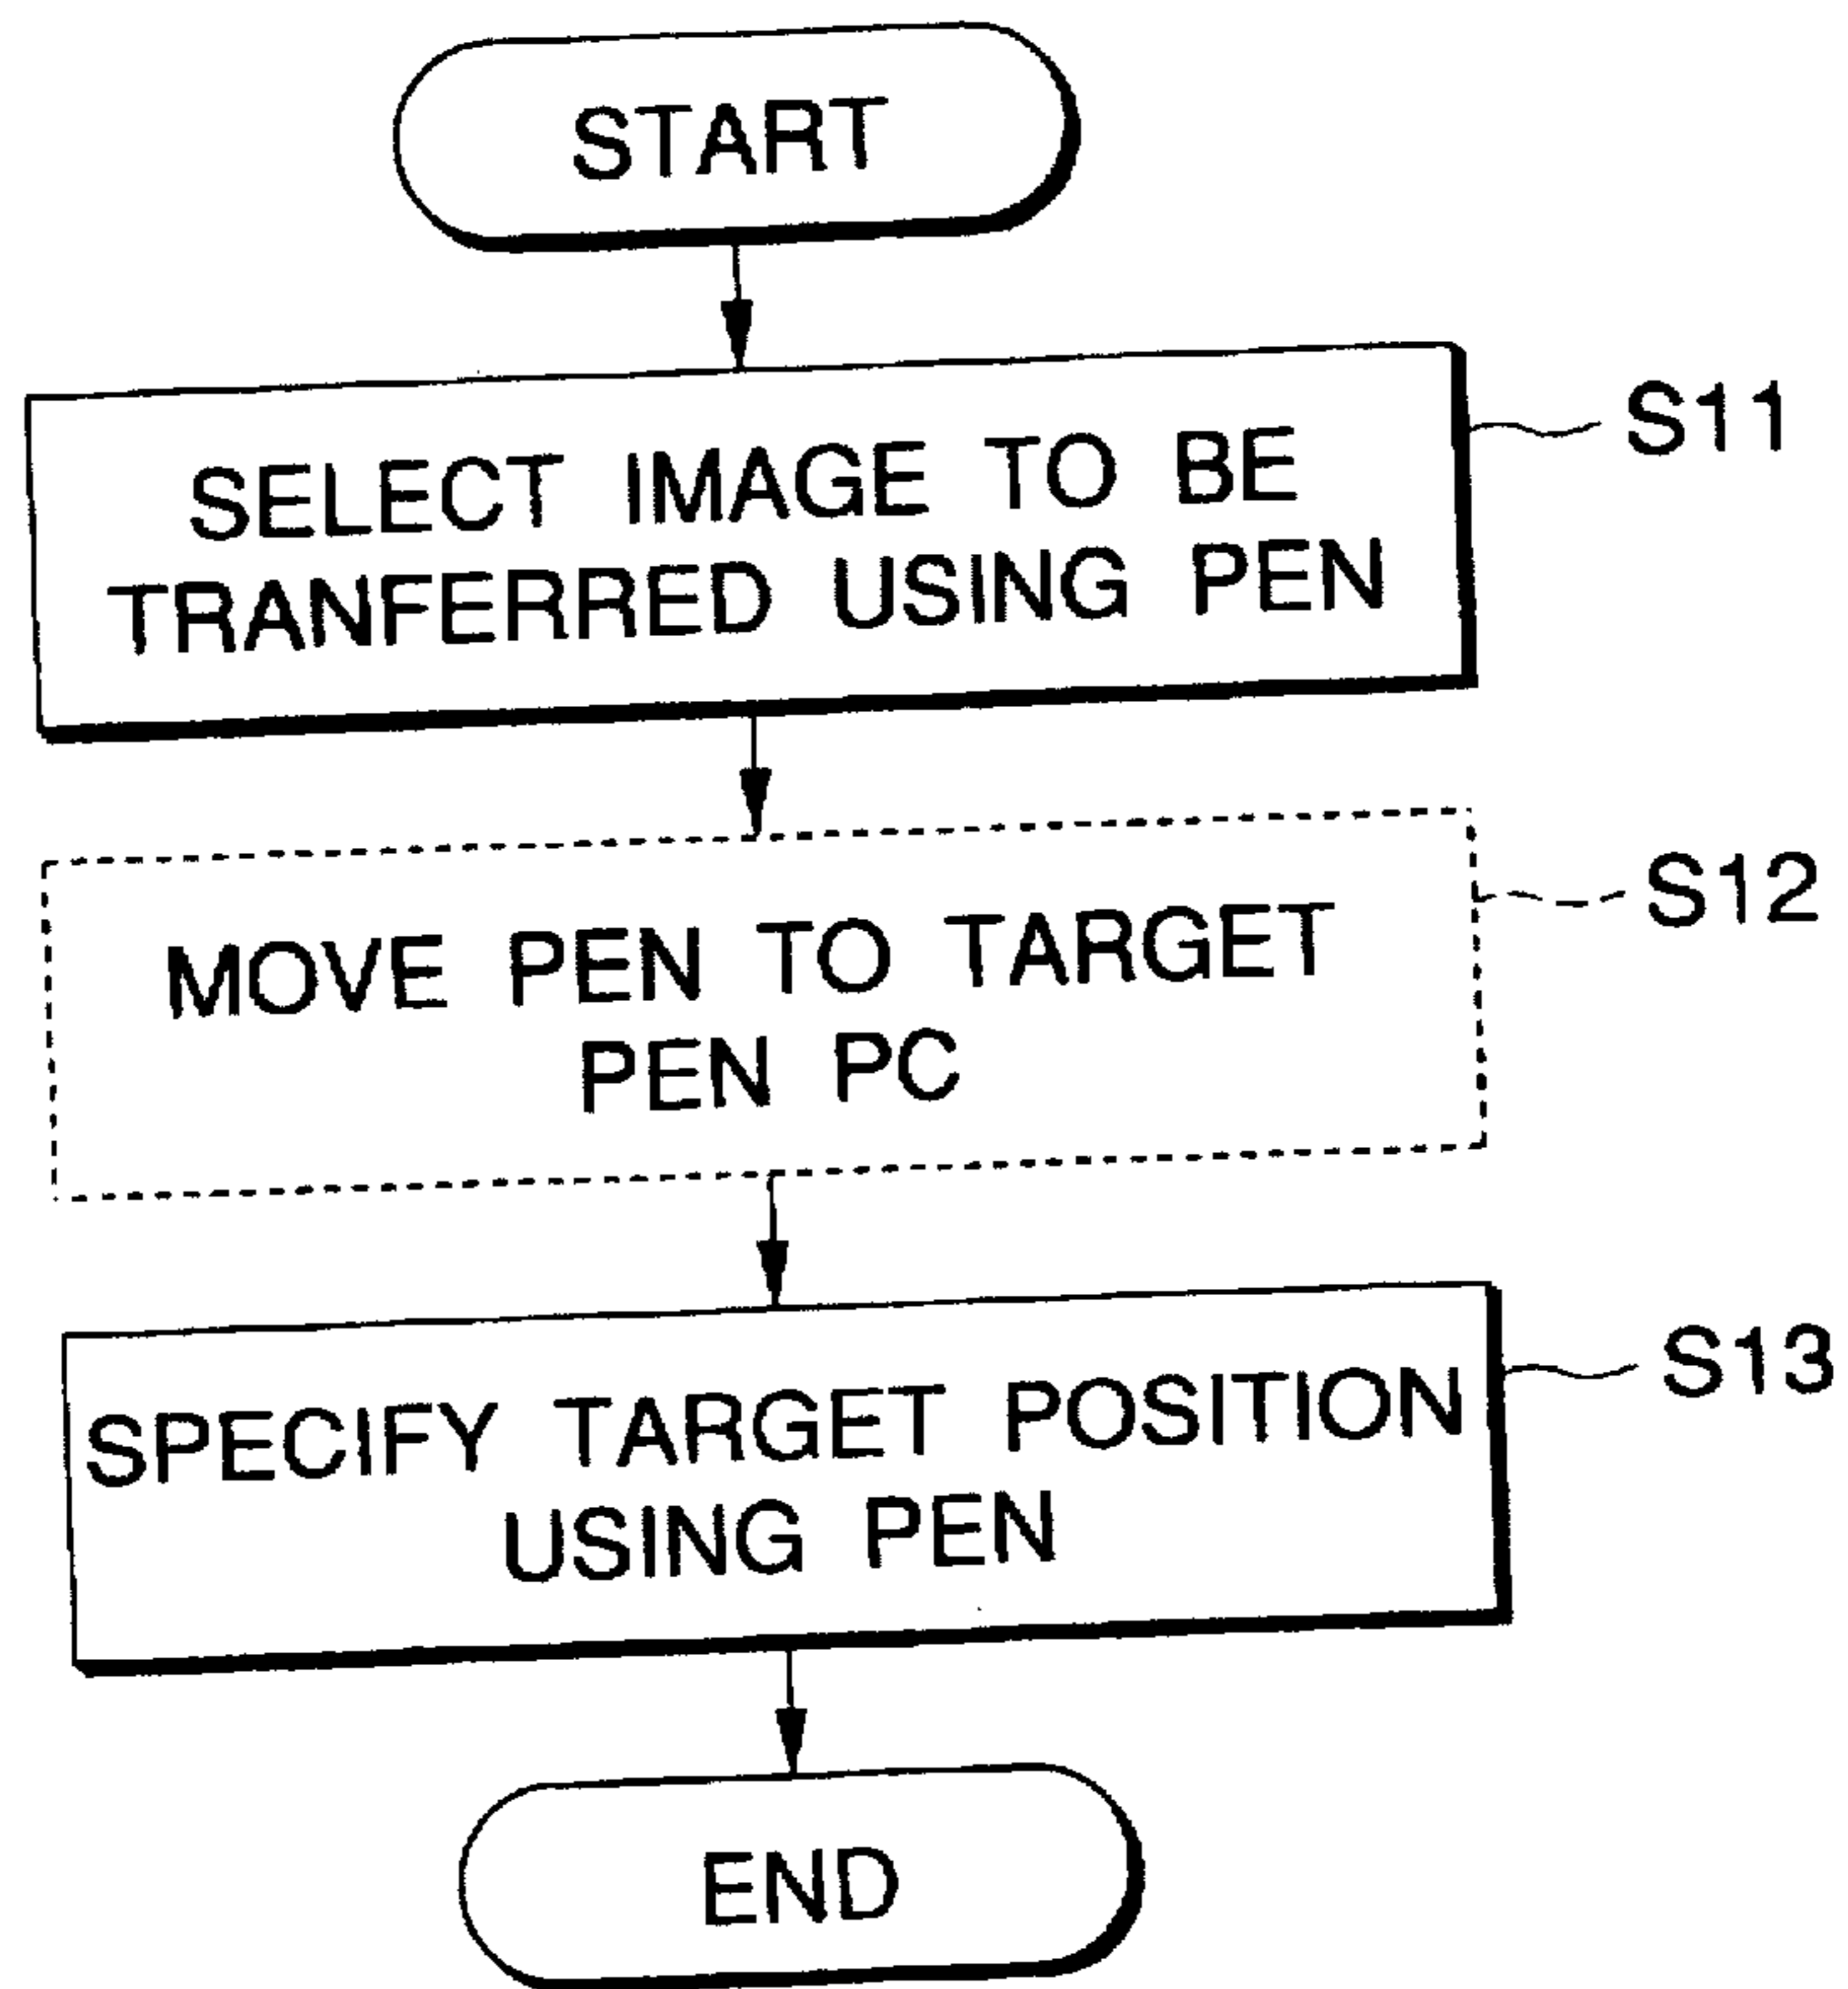 START
SELECT IMAGE TO BE
TRANFERRED USING PEN
S11
MOVE PEN TO TARGET
PEN PC
S12
SPECIFY TARGET POSITION
USING PEN
S13
END